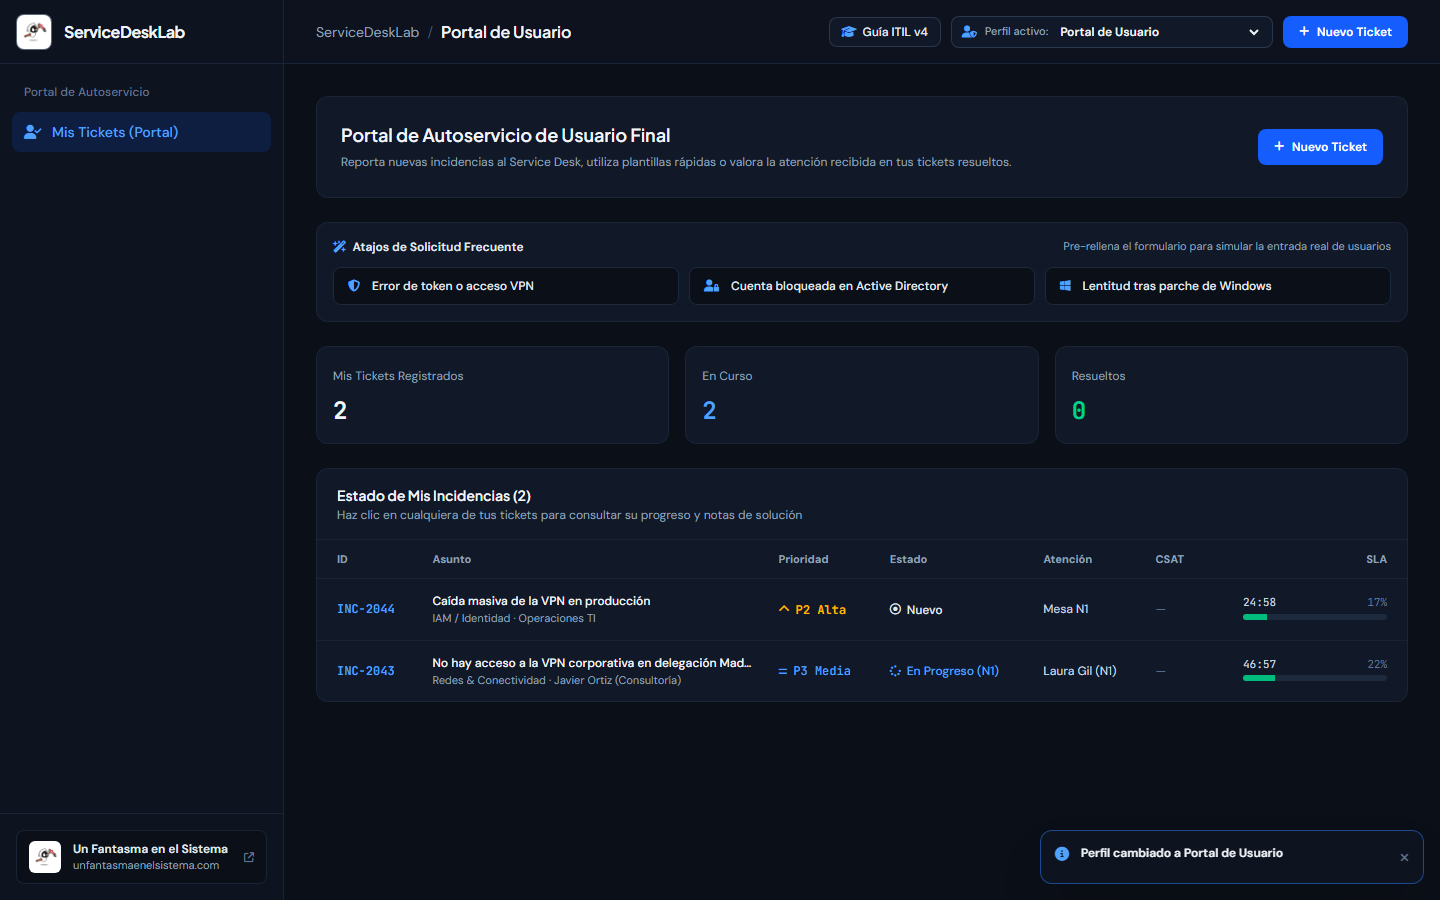 ServiceDeskLab
ServiceDeskLab / Portal de Usuario
Guía ITIL v4
Perfil activo: Portal de Usuario
+ Nuevo Ticket
Portal de Autoservicio
Mis Tickets (Portal)
Portal de Autoservicio de Usuario Final
Reporta nuevas incidencias al Service Desk, utiliza plantillas rápidas o valora la atención recibida en tus tickets resueltos.
+ Nuevo Ticket
Atajos de Solicitud Frecuente
Pre-rellena el formulario para simular la entrada real de usuarios
Error de token o acceso VPN
Cuenta bloqueada en Active Directory
Lentitud tras parche de Windows
Mis Tickets Registrados
2
En Curso
2
Resueltos
0
Estado de Mis Incidencias (2)
Haz clic en cualquiera de tus tickets para consultar su progreso y notas de solución
ID Asunto Prioridad Estado Atención CSAT SLA
INC-2044 Caída masiva de la VPN en producción P2 Alta Nuevo Mesa N1 — 24:58 17%
IAM / Identidad · Operaciones TI
INC-2043 No hay acceso a la VPN corporativa en delegación Mad... P3 Media En Progreso (N1) Laura Gil (N1) — 46:57 22%
Redes & Conectividad · Javier Ortiz (Consultoría)
Un Fantasma en el Sistema
unfantasmaenelsistema.com
Perfil cambiado a Portal de Usuario